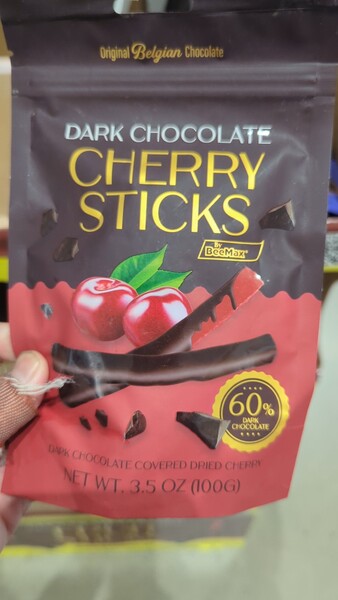 Original Belgian Chocolate
DARK CHOCOLATE
CHERRY
STICKS
By
BeeMax
60%
DARK
CHOCOLATE
DARK CHOCOLATE COVERED DRIED CHERRY
NET WT. 3.5 OZ (100G)